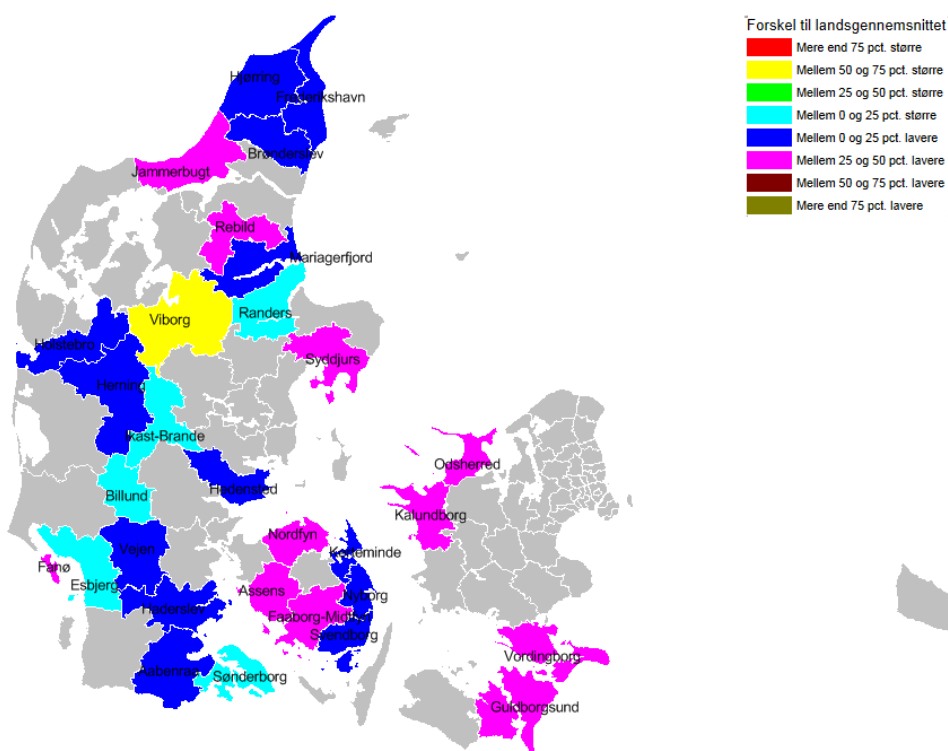 Forskel til landsgennemsnittet
Mere end 75 pct. større
Mellem 50 og 75 pct. større
Mellem 25 og 50 pct. større
Mellem 0 og 25 pct. større
Mellem 0 og 25 pct. lavere
Mellem 25 og 50 pct. lavere
Mellem 50 og 75 pct. lavere
Mere end 75 pct. lavere
Hjørring
Frederikshavn
Brønderslev
Jammerbugt
Rebild
Mariagerfjord
Randers
Viborg
Holstebro
Syddjurs
Herning
Ikast-Brande
Odsherred
Hedensted
Billund
Kalundborg
Nordfyn
Kerteminde
Vejen
Fanø
Esbjerg
Assens
Nyborg
Haderslev
Faaborg-Midtfyn
Svendborg
Vordingborg
Aabenraa
Sønderborg
Guldborgsund